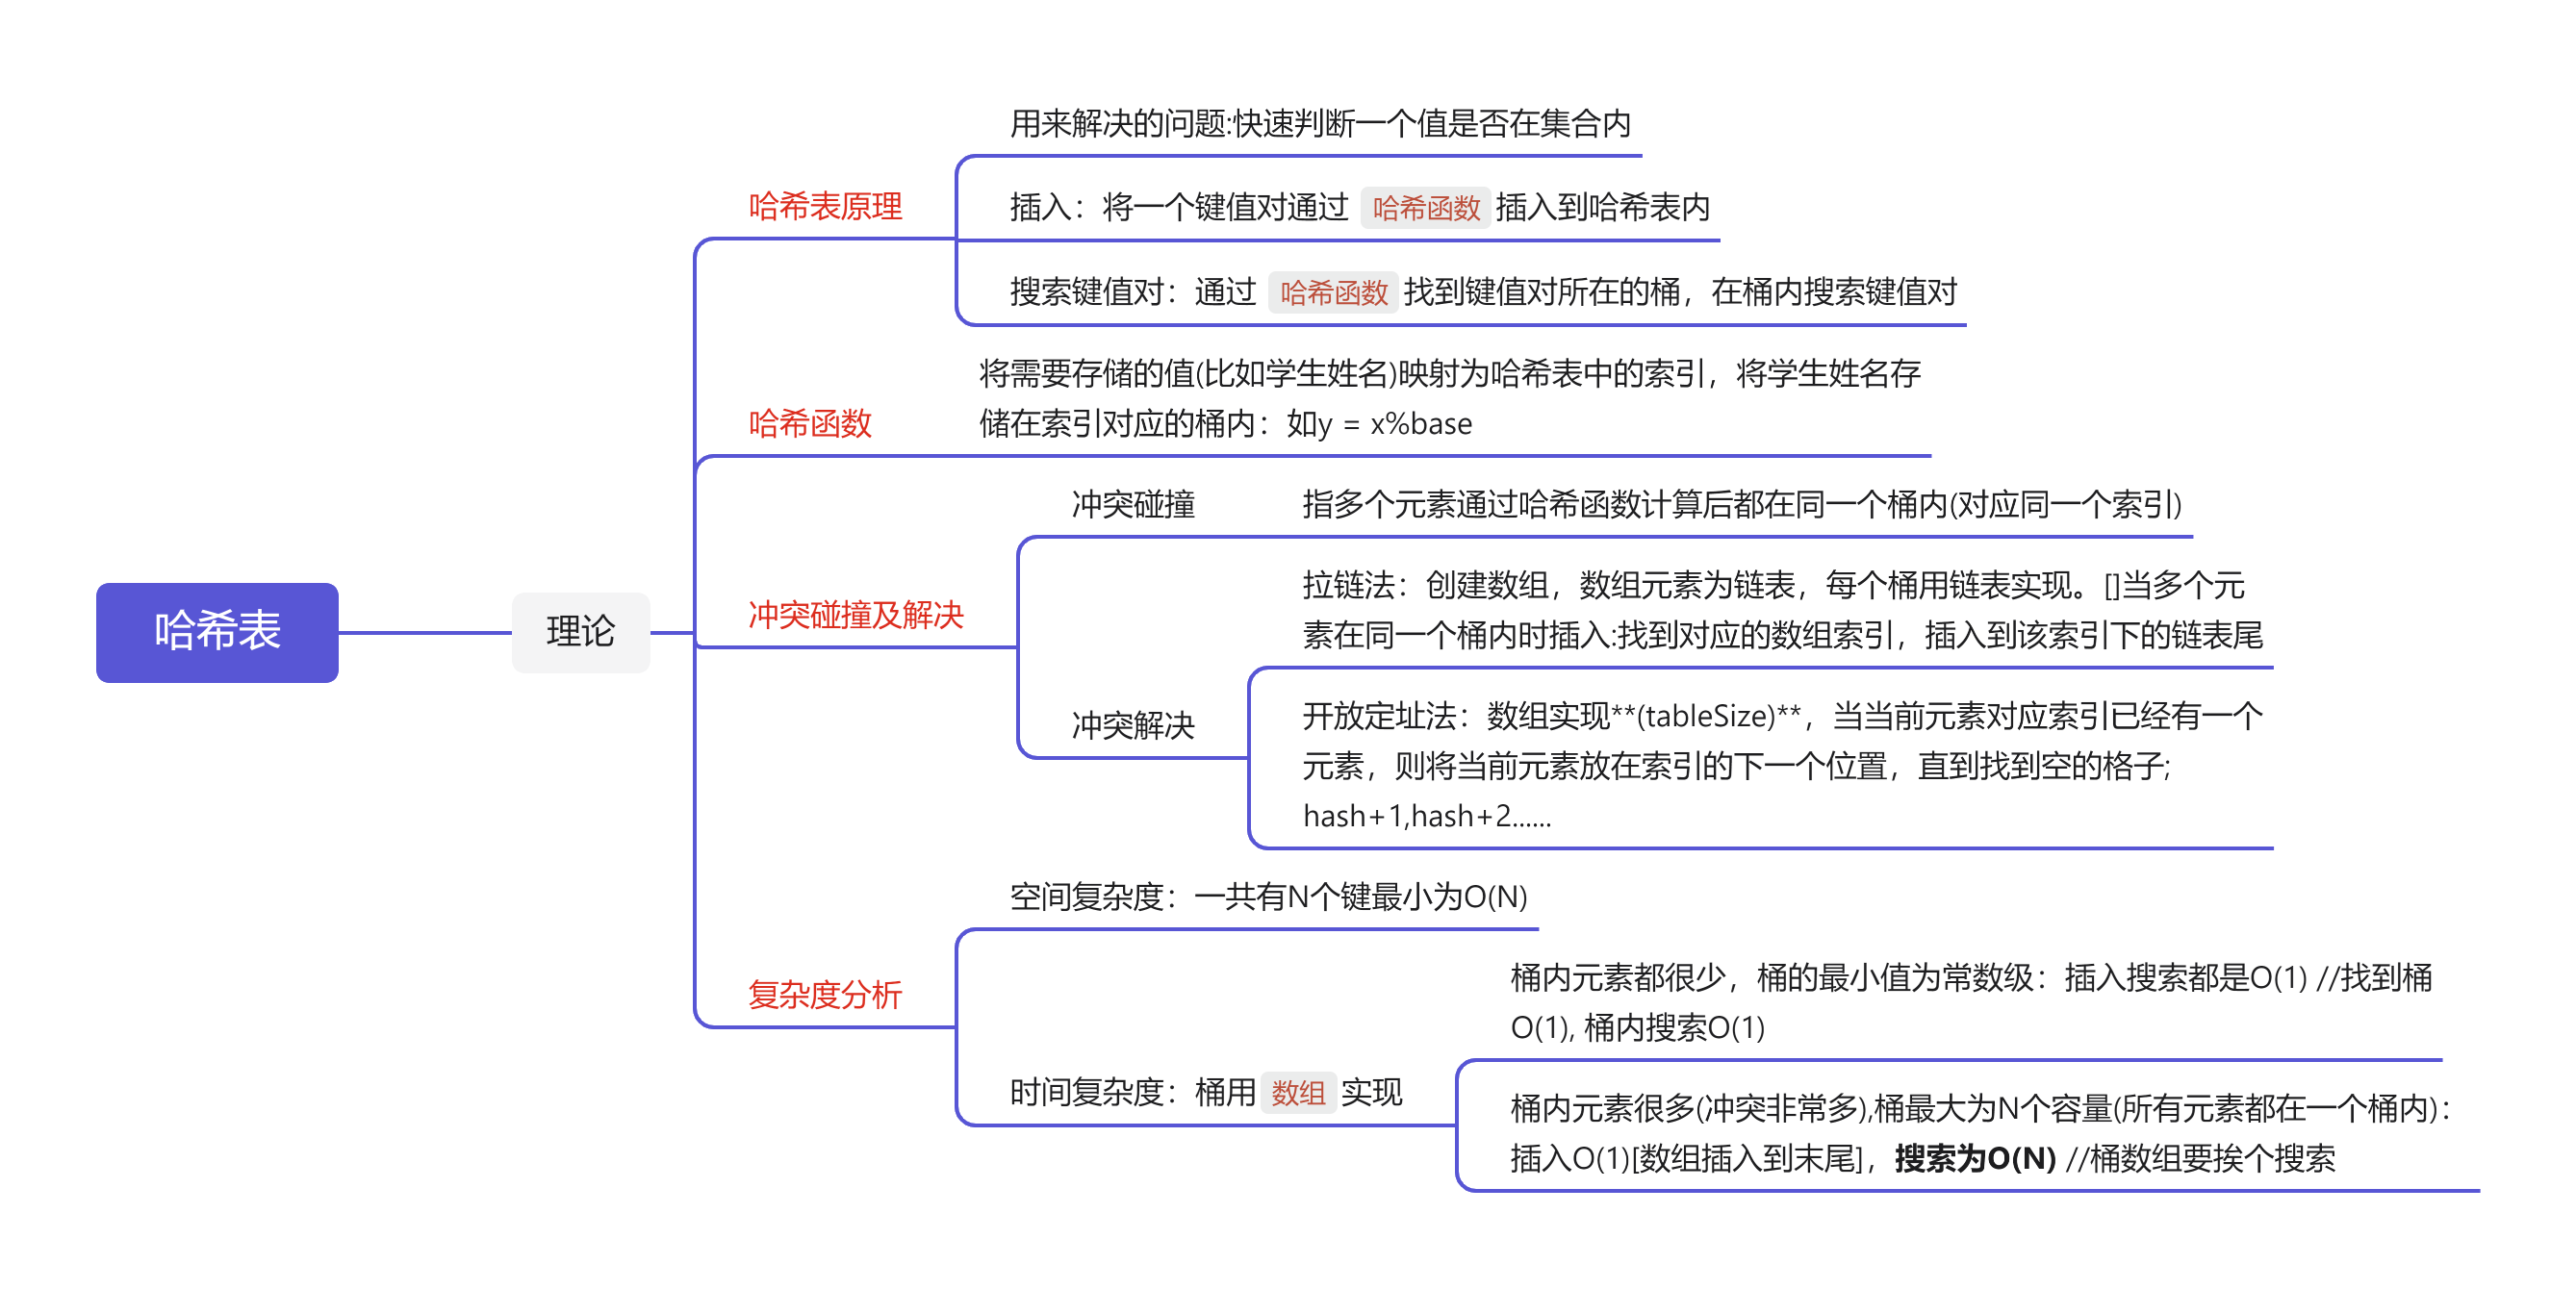 哈希表
理论
哈希表原理
用来解决的问题:快速判断一个值是否在集合内
插入：将一个键值对通过 哈希函数 插入到哈希表内
搜索键值对：通过 哈希函数 找到键值对所在的桶，在桶内搜索键值对
哈希函数
将需要存储的值(比如学生姓名)映射为哈希表中的索引，将学生姓名存
储在索引对应的桶内：如y = x%base
冲突碰撞及解决
冲突碰撞
指多个元素通过哈希函数计算后都在同一个桶内(对应同一个索引)
冲突解决
拉链法：创建数组，数组元素为链表，每个桶用链表实现。[]当多个元
素在同一个桶内时插入:找到对应的数组索引，插入到该索引下的链表尾
开放定址法：数组实现**(tableSize)**，当当前元素对应索引已经有一个
元素，则将当前元素放在索引的下一个位置，直到找到空的格子;
hash+1,hash+2......
复杂度分析
空间复杂度：一共有N个键最小为O(N)
时间复杂度：桶用 数组 实现
桶内元素都很少，桶的最小值为常数级：插入搜索都是O(1) //找到桶
O(1), 桶内搜索O(1)
桶内元素很多(冲突非常多),桶最大为N个容量(所有元素都在一个桶内)：
插入O(1)[数组插入到末尾]，搜索为O(N) //桶数组要挨个搜索